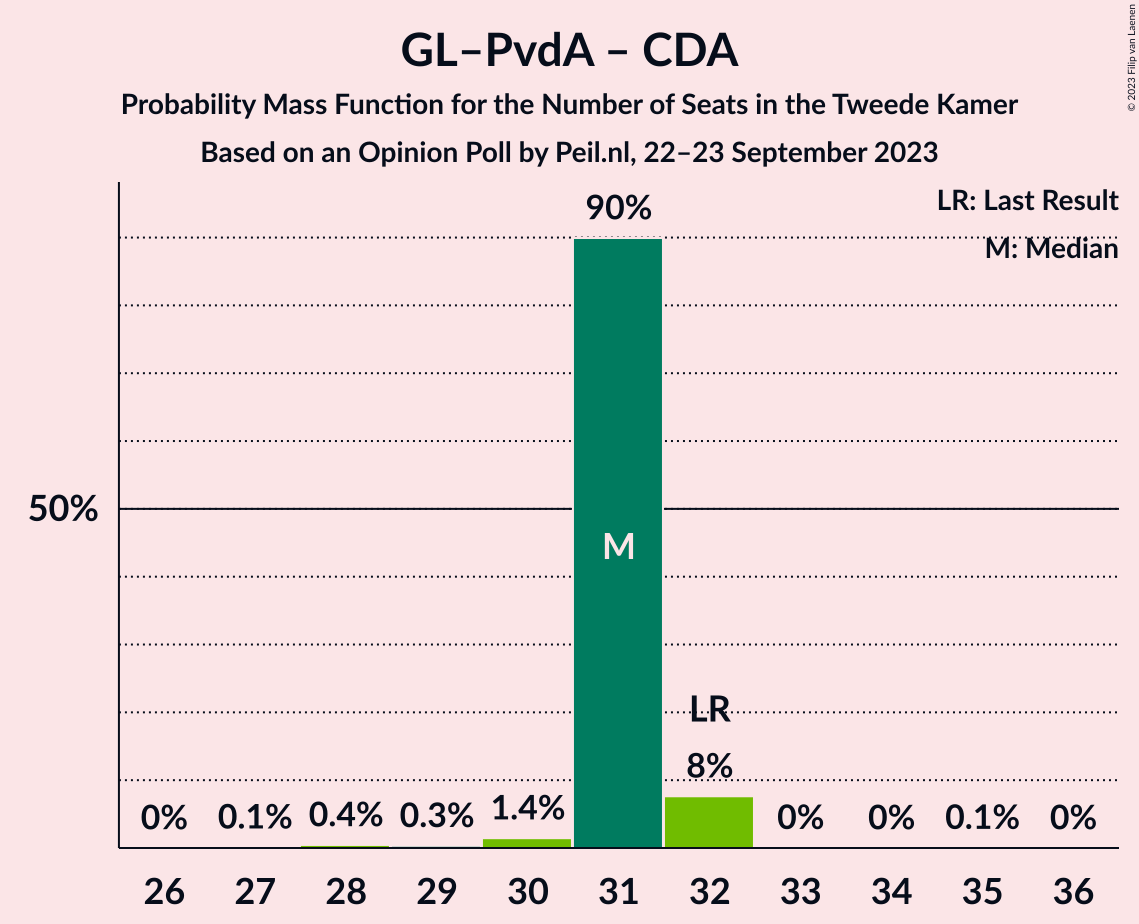 GL–PvdA – CDA
Probability Mass Function for the Number of Seats in the Tweede Kamer
Based on an Opinion Poll by Peil.nl, 22–23 September 2023
© 2023 Filip van Laenen
LR: Last Result
M: Median
90%
50%
M
LR
8%
0% 0.1% 0.4% 0.3% 1.4% 0% 0% 0.1% 0%
26 27 28 29 30 31 32 33 34 35 36